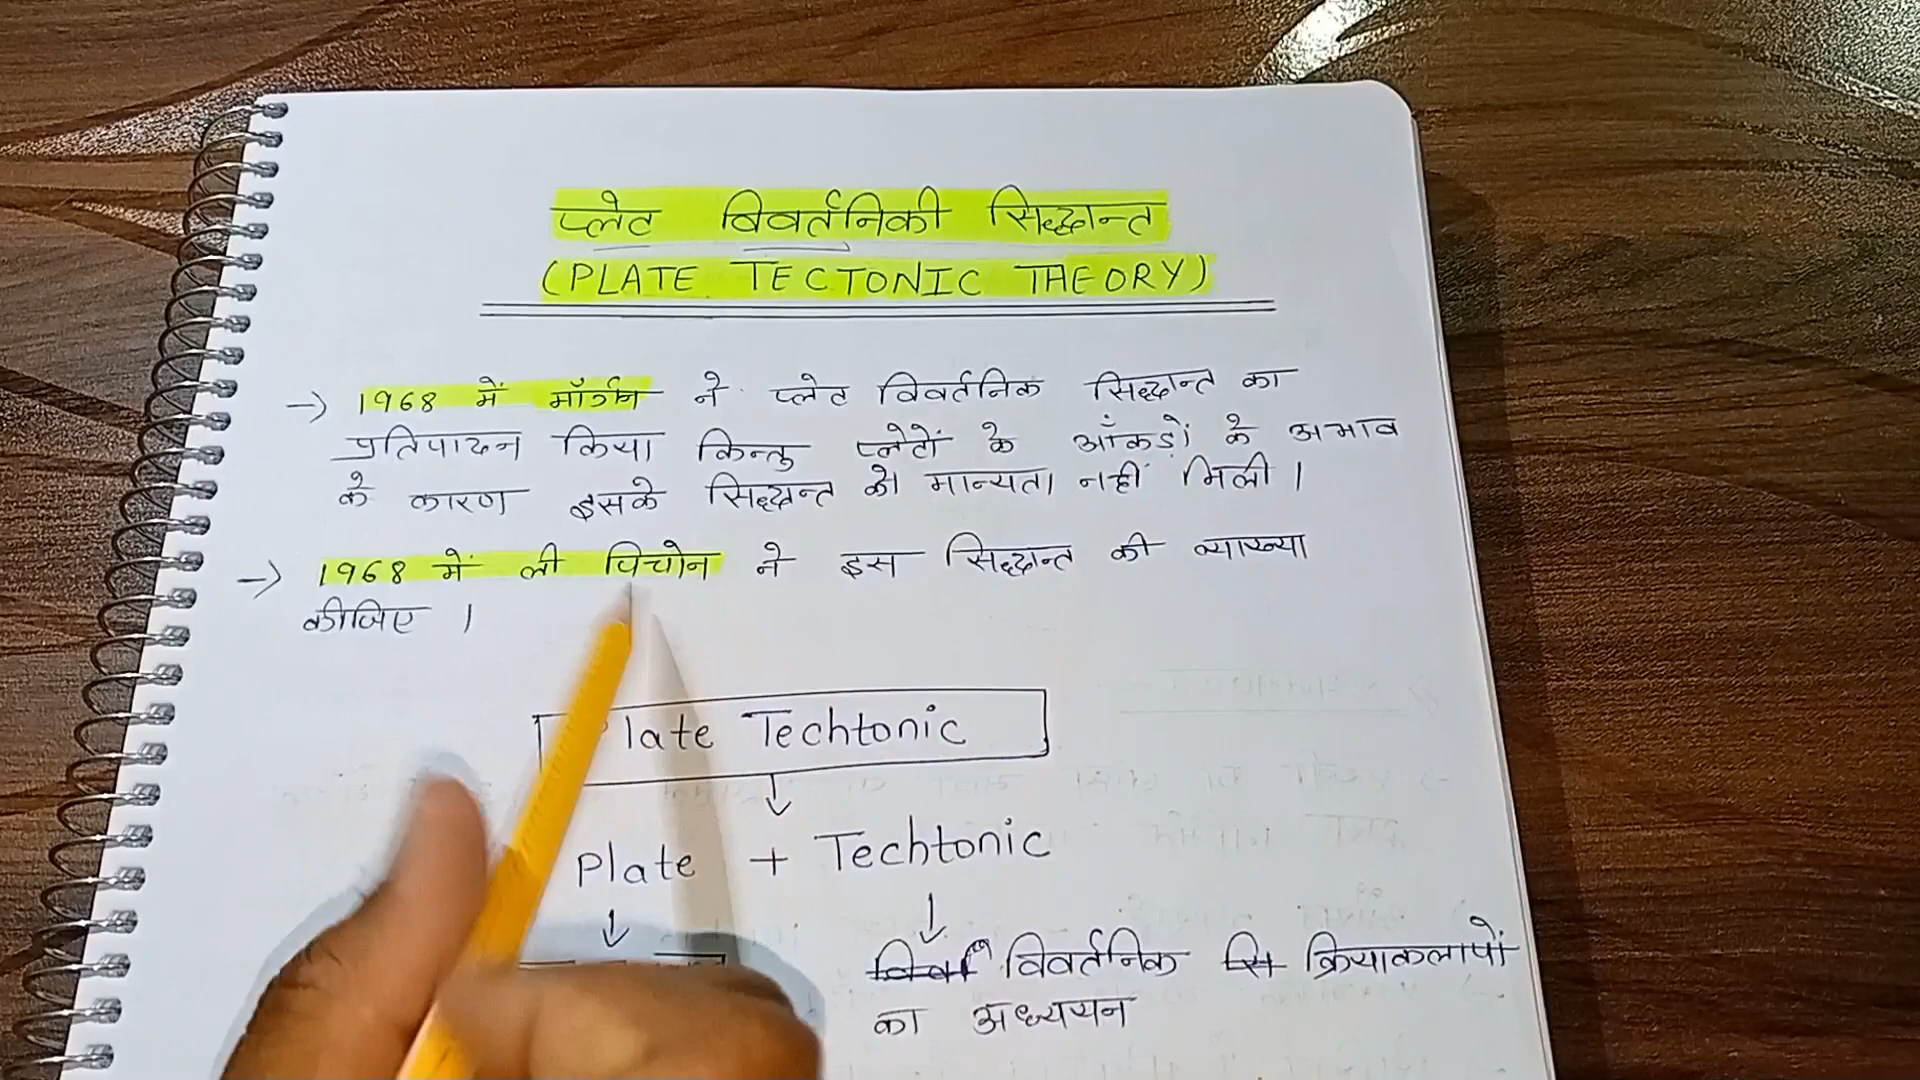 प्लेट विवर्तनिकी सिद्धान्त
(PLATE TECTONIC THEORY)
→ 1968 में मॉर्गन ने प्लेट विवर्तनिक सिद्धान्त का
प्रतिपादन किया किन्तु प्लेटों के आँकड़ों के अभाव
के कारण इसके सिद्धान्त को मान्यता नहीं मिली।
→ 1968 में ली पिचोन ने इस सिद्धान्त की व्याख्या
कीजिए।
Plate Techtonic
Plate + Techtonic
विवर्तनिक क्रियाकलापों
का अध्ययन